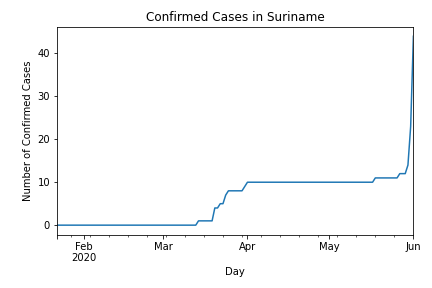 Confirmed Cases in Suriname
Number of Confirmed Cases
40
30
20
10
0
Feb
2020
Mar
Apr
May
Jun
Day